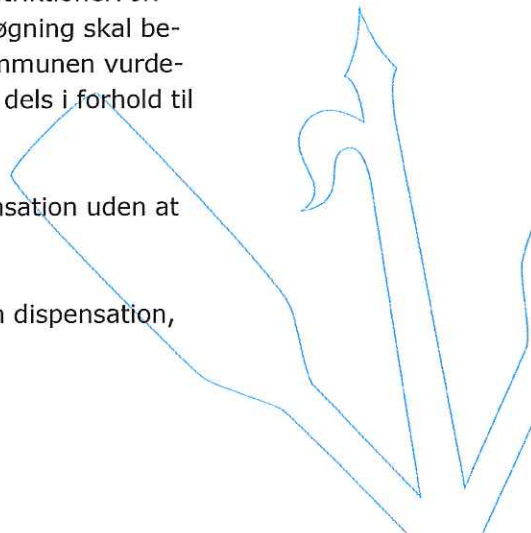 øgning skal be-
mmunen vurde-
dels i forhold til
nsation uden at
n dispensation,